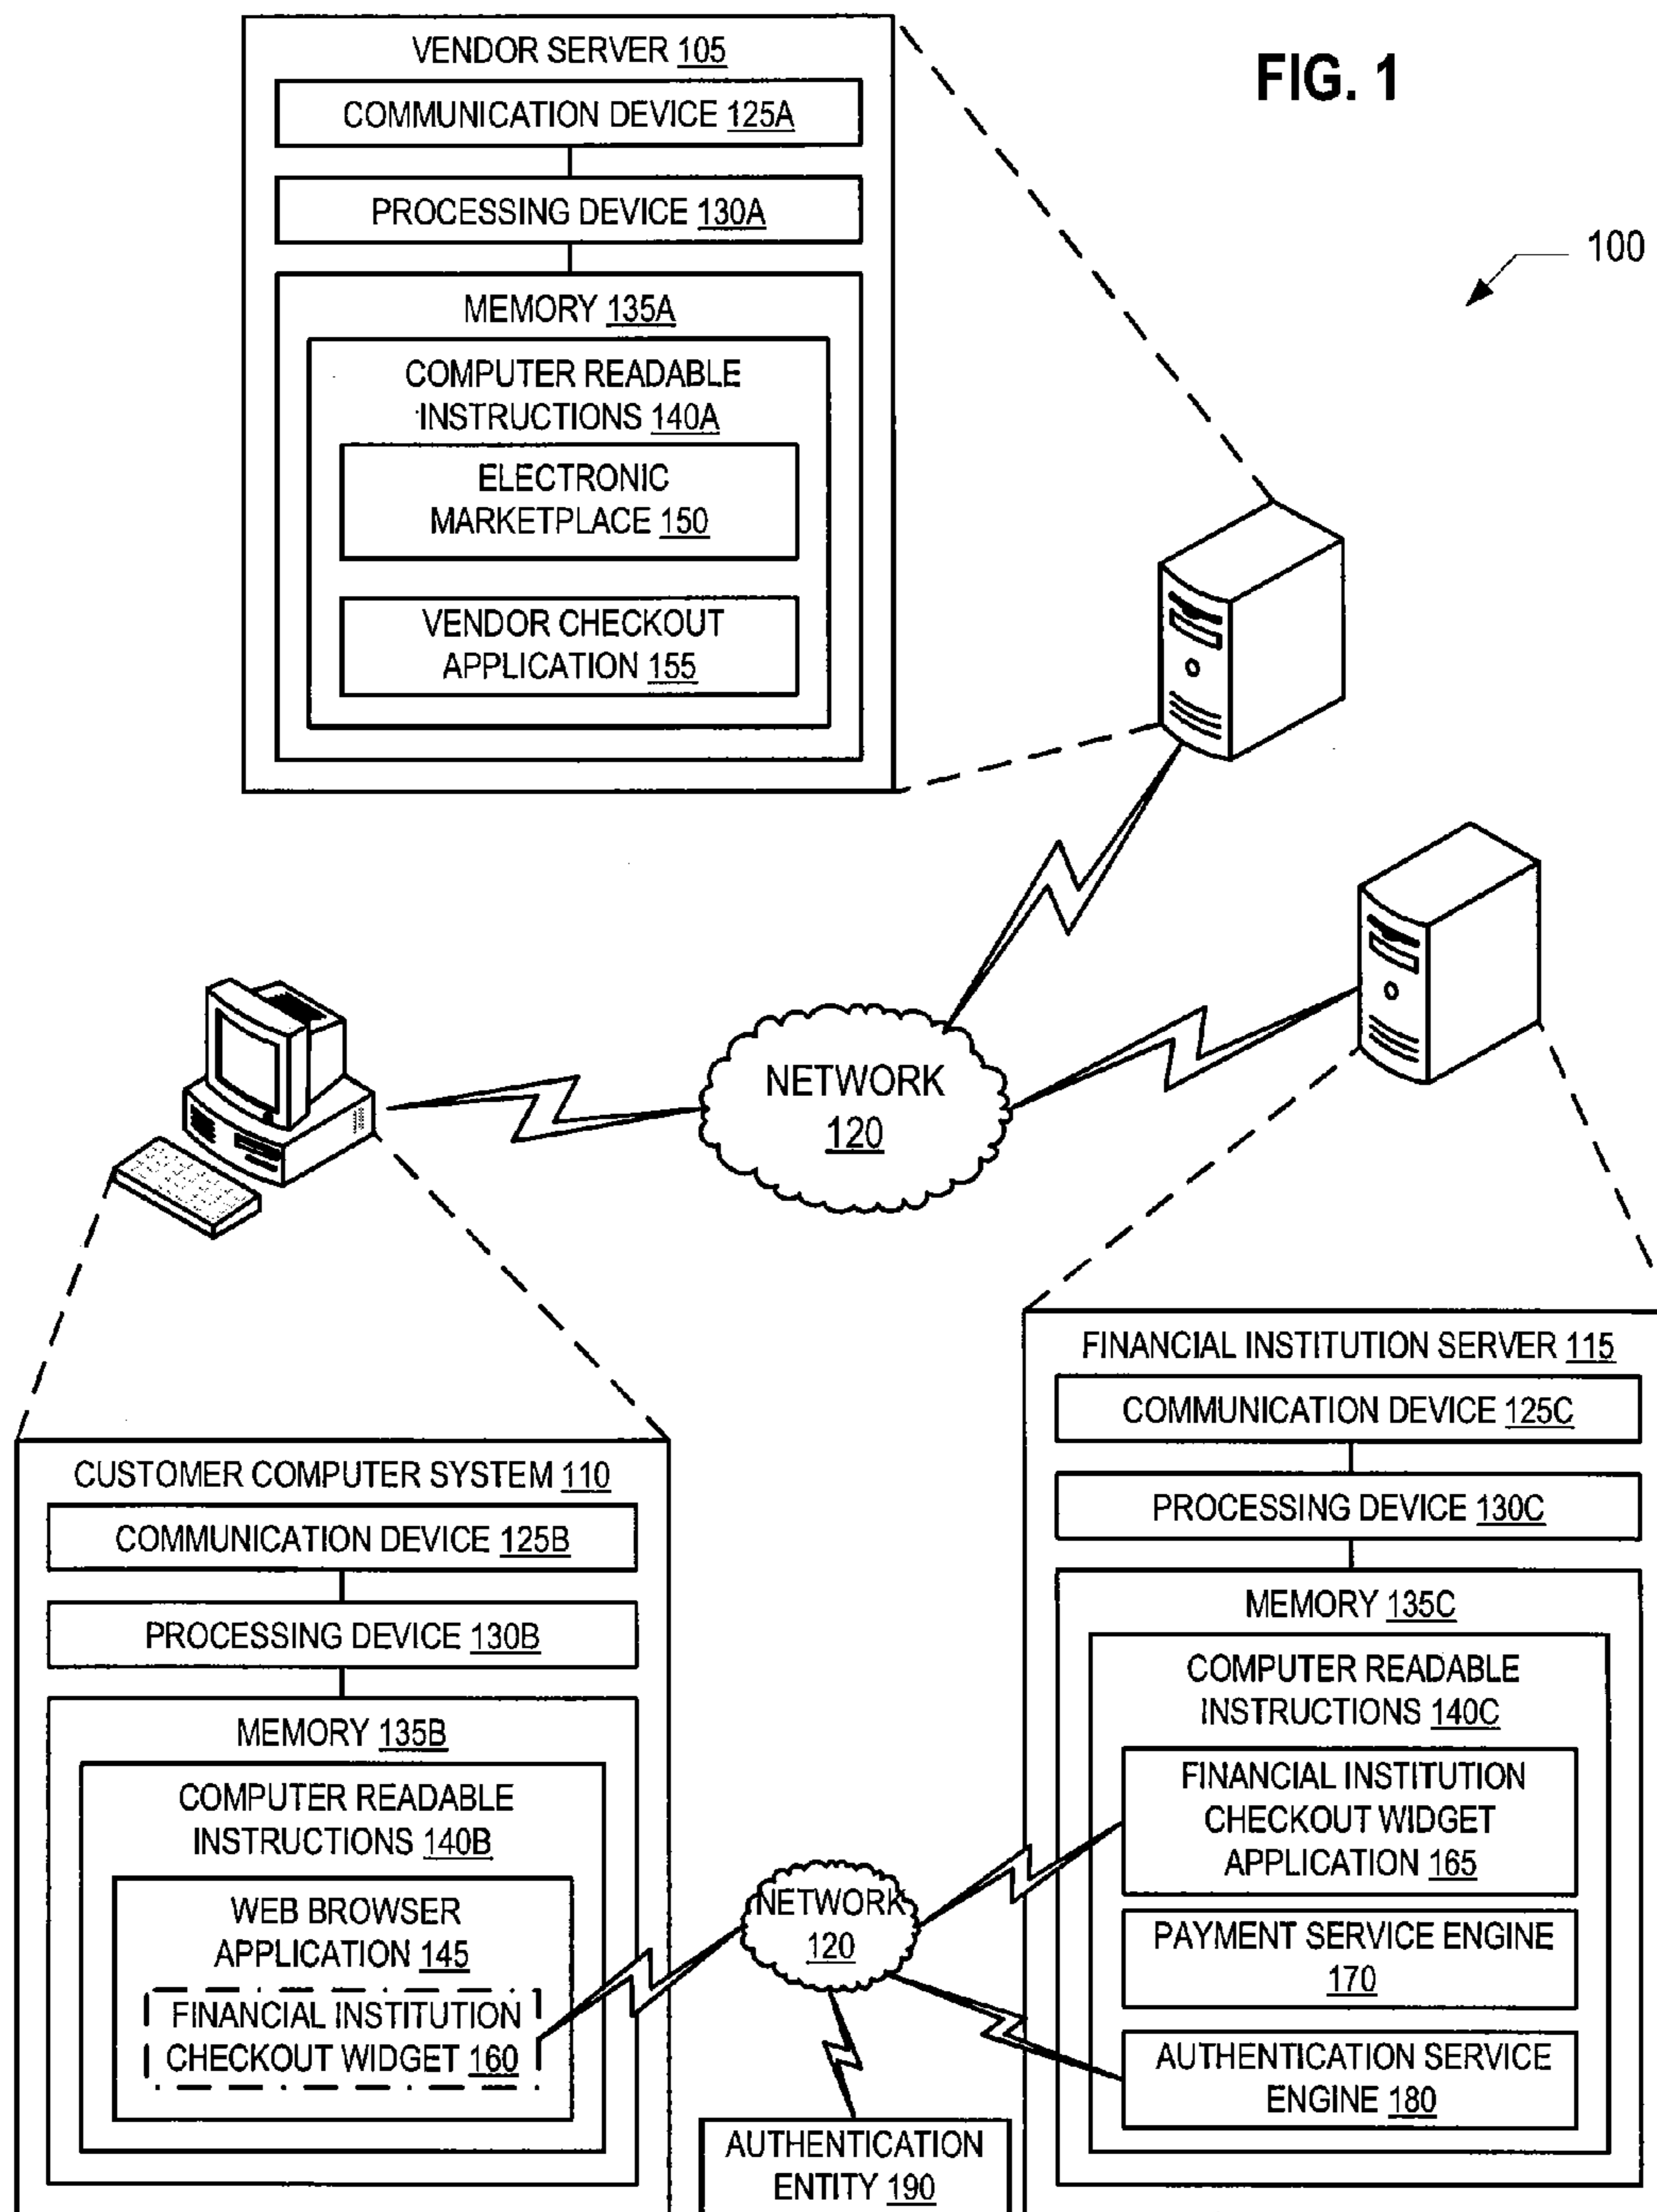 VENDOR SERVER 105
COMMUNICATION DEVICE 125A
PROCESSING DEVICE 130A
MEMORY 135A
COMPUTER READABLE
INSTRUCTIONS 140A
ELECTRONIC
MARKETPLACE 150
VENDOR CHECKOUT
APPLICATION 155
FIG. 1
100
NETWORK
120
FINANCIAL INSTITUTION SERVER 115
COMMUNICATION DEVICE 125C
PROCESSING DEVICE 130C
MEMORY 135C
COMPUTER READABLE
INSTRUCTIONS 140C
FINANCIAL INSTITUTION
CHECKOUT WIDGET
APPLICATION 165
PAYMENT SERVICE ENGINE
170
AUTHENTICATION SERVICE
ENGINE 180
CUSTOMER COMPUTER SYSTEM 110
COMMUNICATION DEVICE 125B
PROCESSING DEVICE 130B
MEMORY 135B
COMPUTER READABLE
INSTRUCTIONS 140B
WEB BROWSER
APPLICATION 145
FINANCIAL INSTITUTION
CHECKOUT WIDGET 160
NETWORK
120
AUTHENTICATION
ENTITY 190